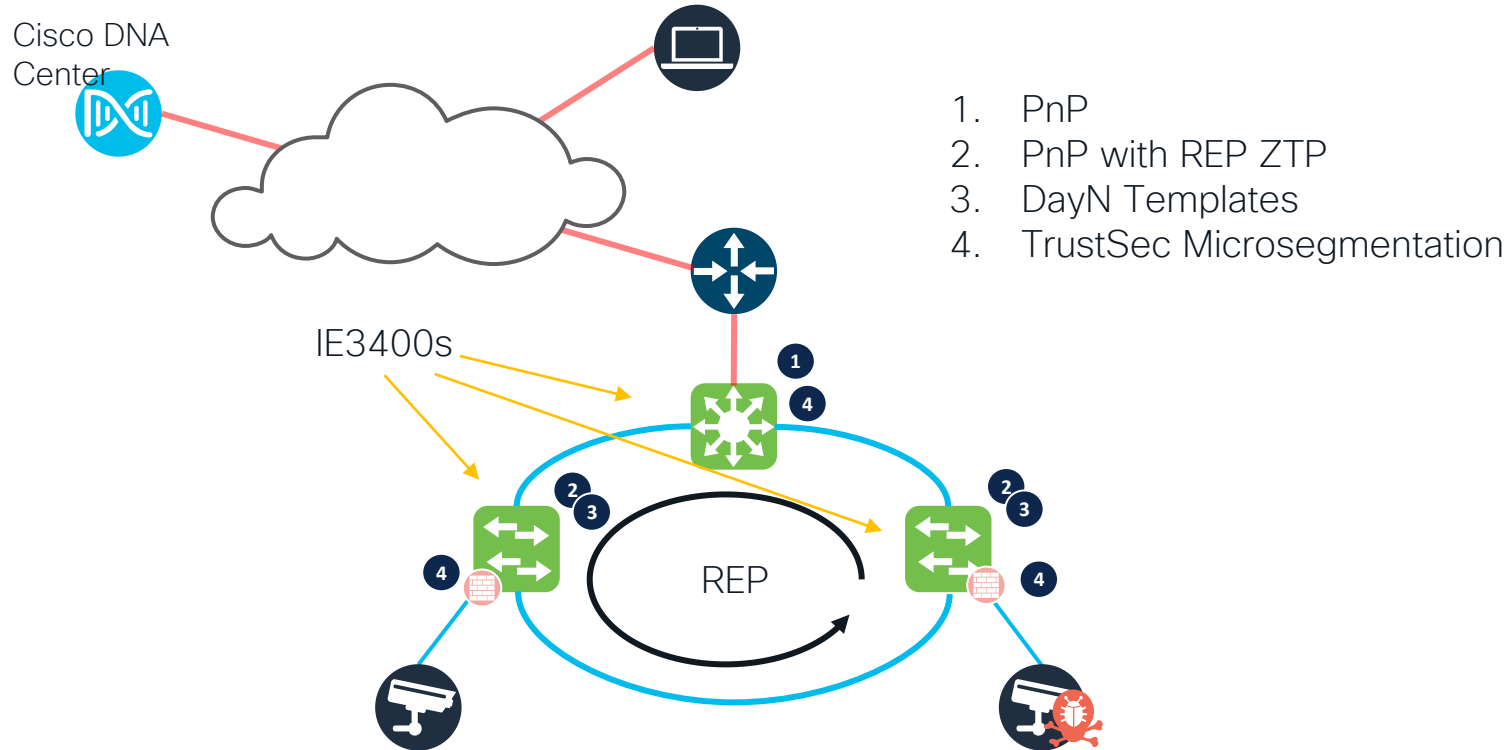 Cisco DNA
Center
1. PnP
2. PnP with REP ZTP
3. DayN Templates
4. TrustSec Microsegmentation
IE3400s
1
4
2
3
2
3
4
4
REP